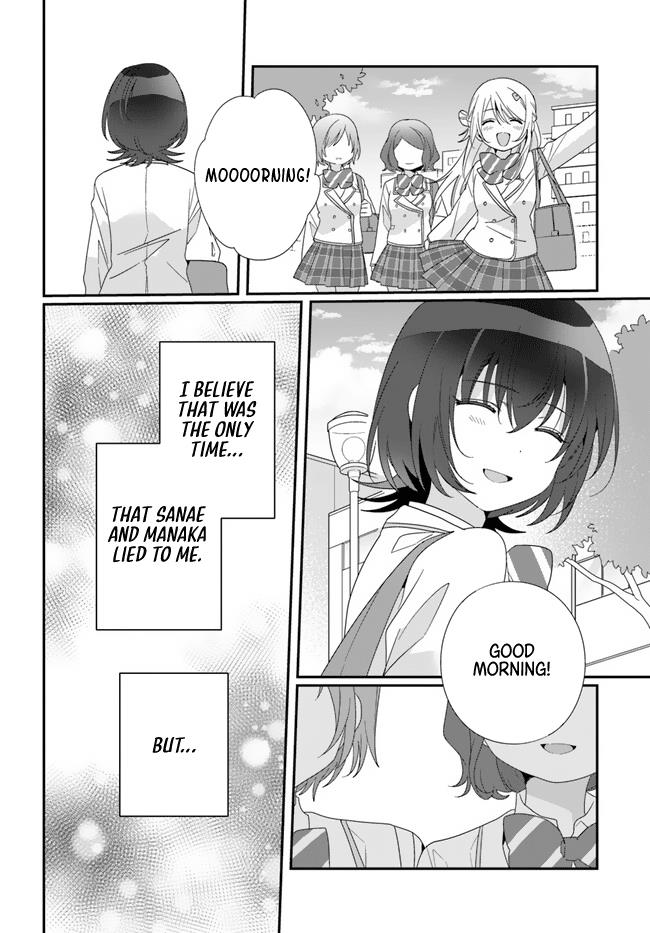 MOOOORNING!
GOOD
MORNING!
I BELIEVE
THAT WAS
THE ONLY
TIME...
THAT SANAE
AND MANAKA
LIED TO ME.
BUT...